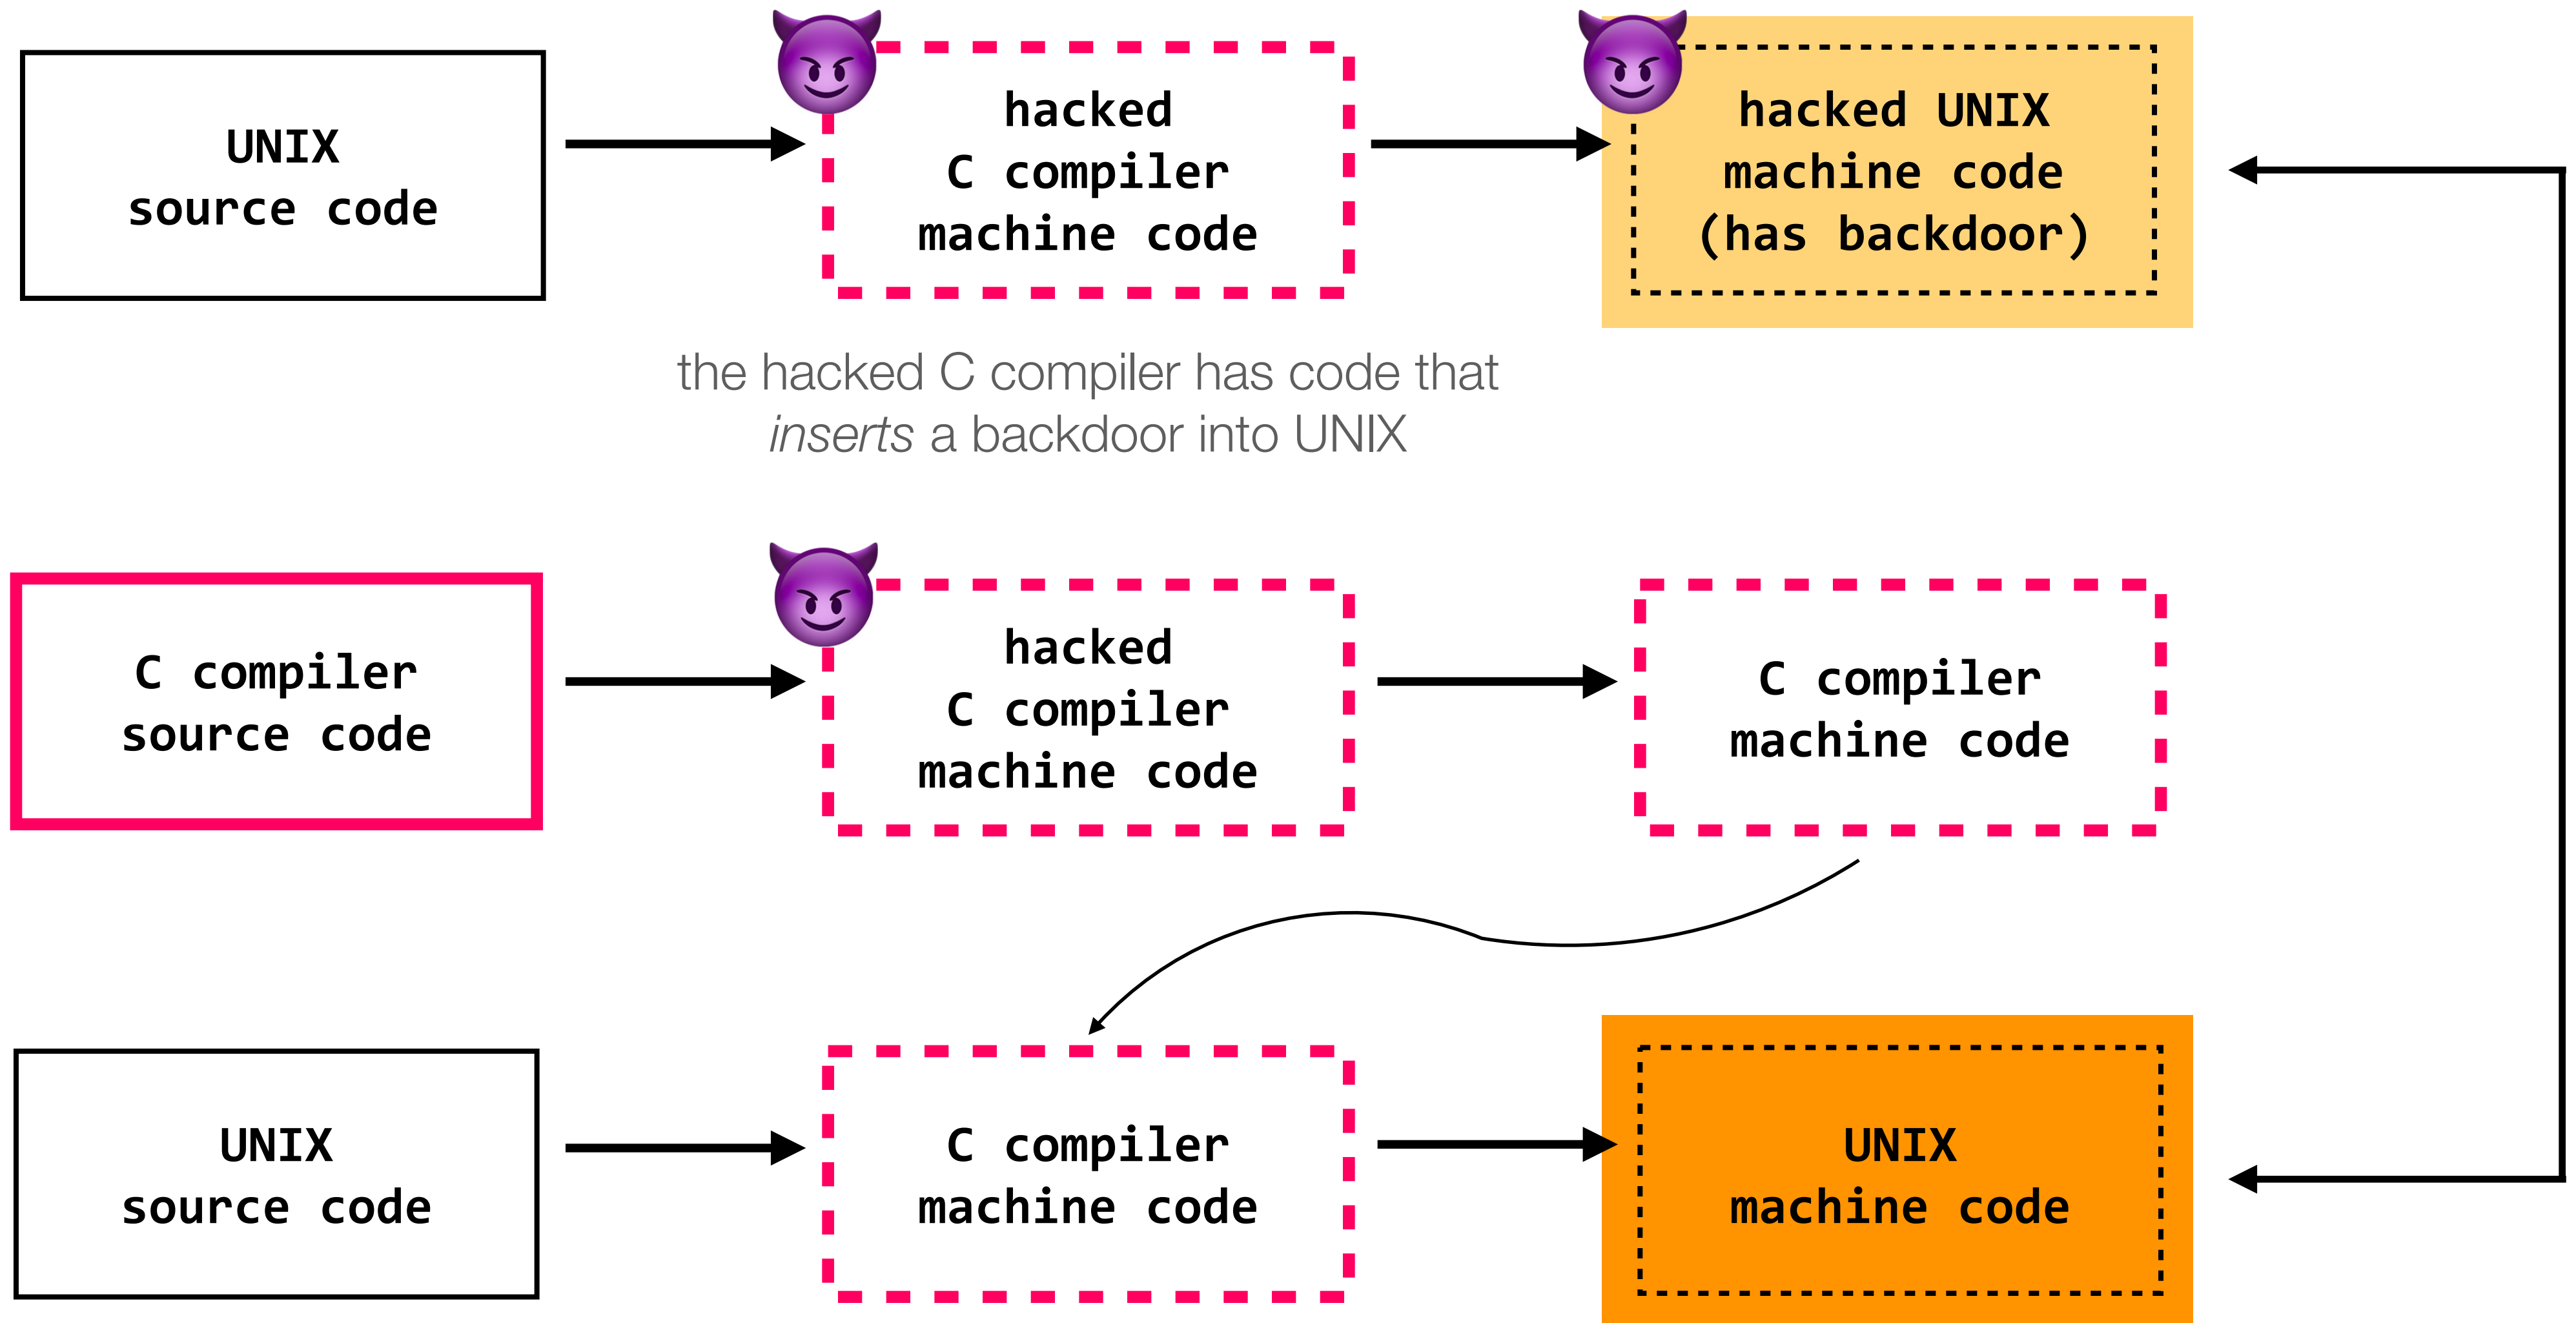 UNIX
source code
hacked
C compiler
machine code
hacked UNIX
machine code
(has backdoor)
the hacked C compiler has code that
inserts a backdoor into UNIX
C compiler
source code
hacked
C compiler
machine code
C compiler
machine code
UNIX
source code
C compiler
machine code
UNIX
machine code